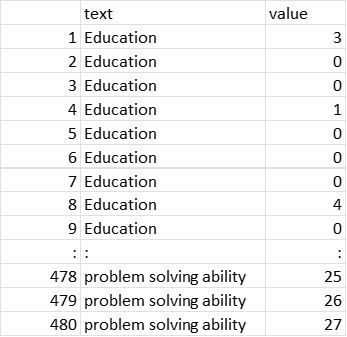 text value
1 Education 3
2 Education 0
3 Education 0
4 Education 1
5 Education 0
6 Education 0
7 Education 0
8 Education 4
9 Education 0
: : :
478 problem solving ability 25
479 problem solving ability 26
480 problem solving ability 27